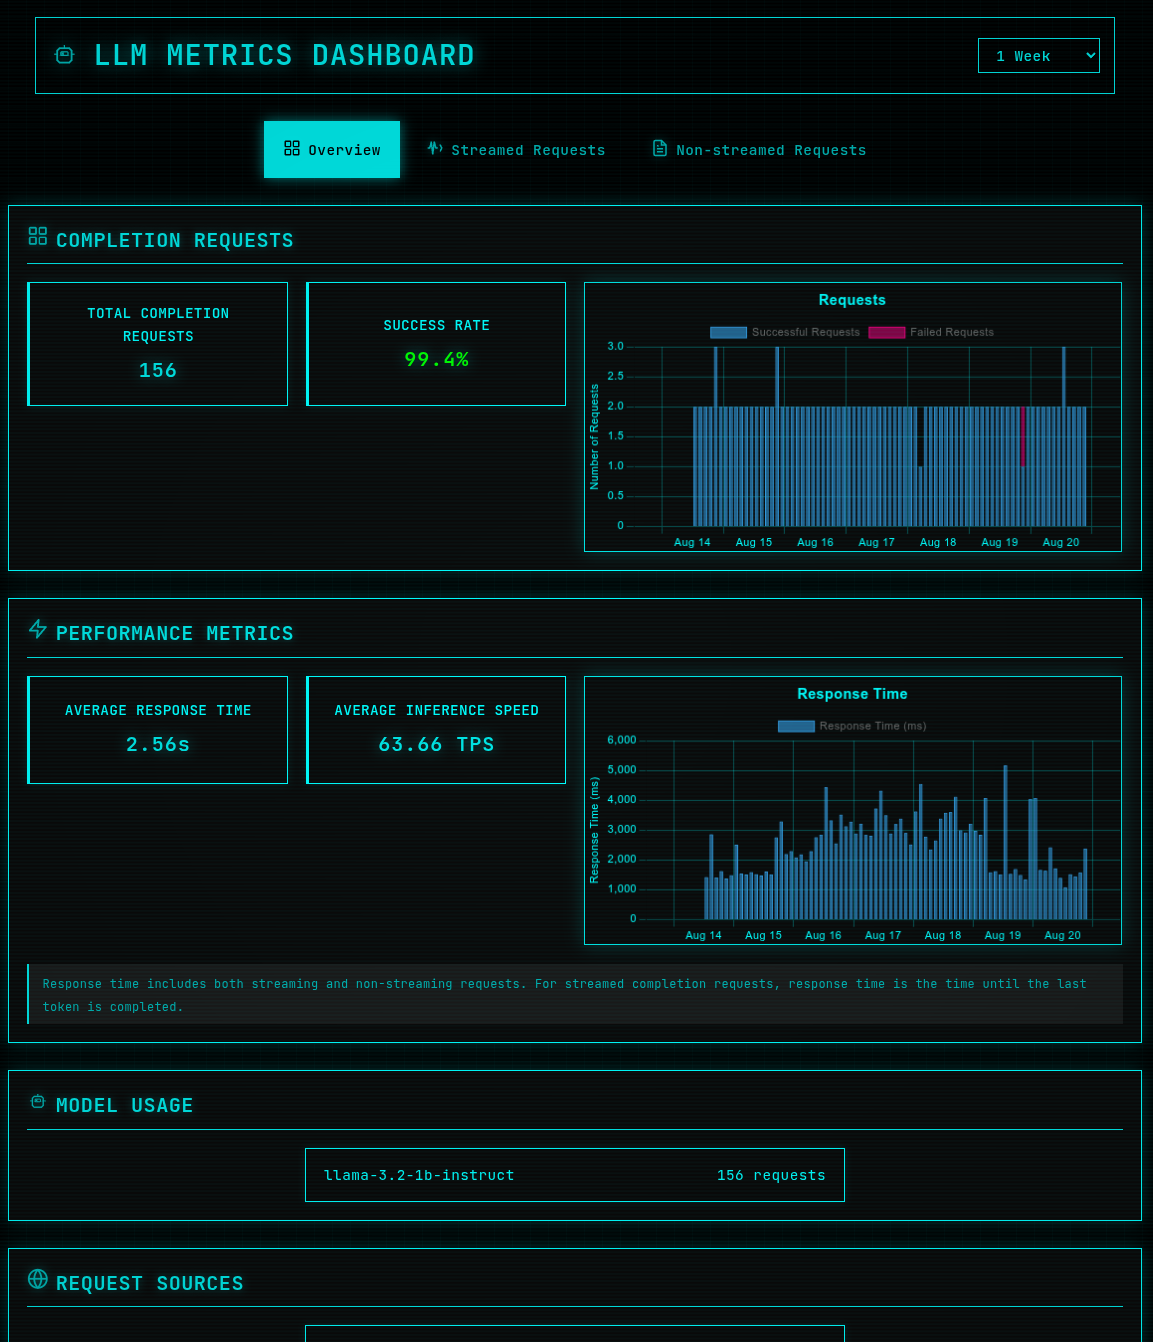 LLM METRICS DASHBOARD
1 Week
Overview
Streamed Requests
Non-streamed Requests
COMPLETION REQUESTS
TOTAL COMPLETION
REQUESTS
156
SUCCESS RATE
99.4%
Requests
Successful Requests
Failed Requests
Number of Requests
3.0
2.5
2.0
1.5
1.0
0.5
0
Aug 14
Aug 15
Aug 16
Aug 17
Aug 18
Aug 19
Aug 20
PERFORMANCE METRICS
AVERAGE RESPONSE TIME
2.56s
AVERAGE INFERENCE SPEED
63.66 TPS
Response Time
Response Time (ms)
Response Time (ms)
6,000
5,000
4,000
3,000
2,000
1,000
0
Aug 14
Aug 15
Aug 16
Aug 17
Aug 18
Aug 19
Aug 20
Response time includes both streaming and non-streaming requests. For streamed completion requests, response time is the time until the last
token is completed.
MODEL USAGE
llama-3.2-1b-instruct
156 requests
REQUEST SOURCES